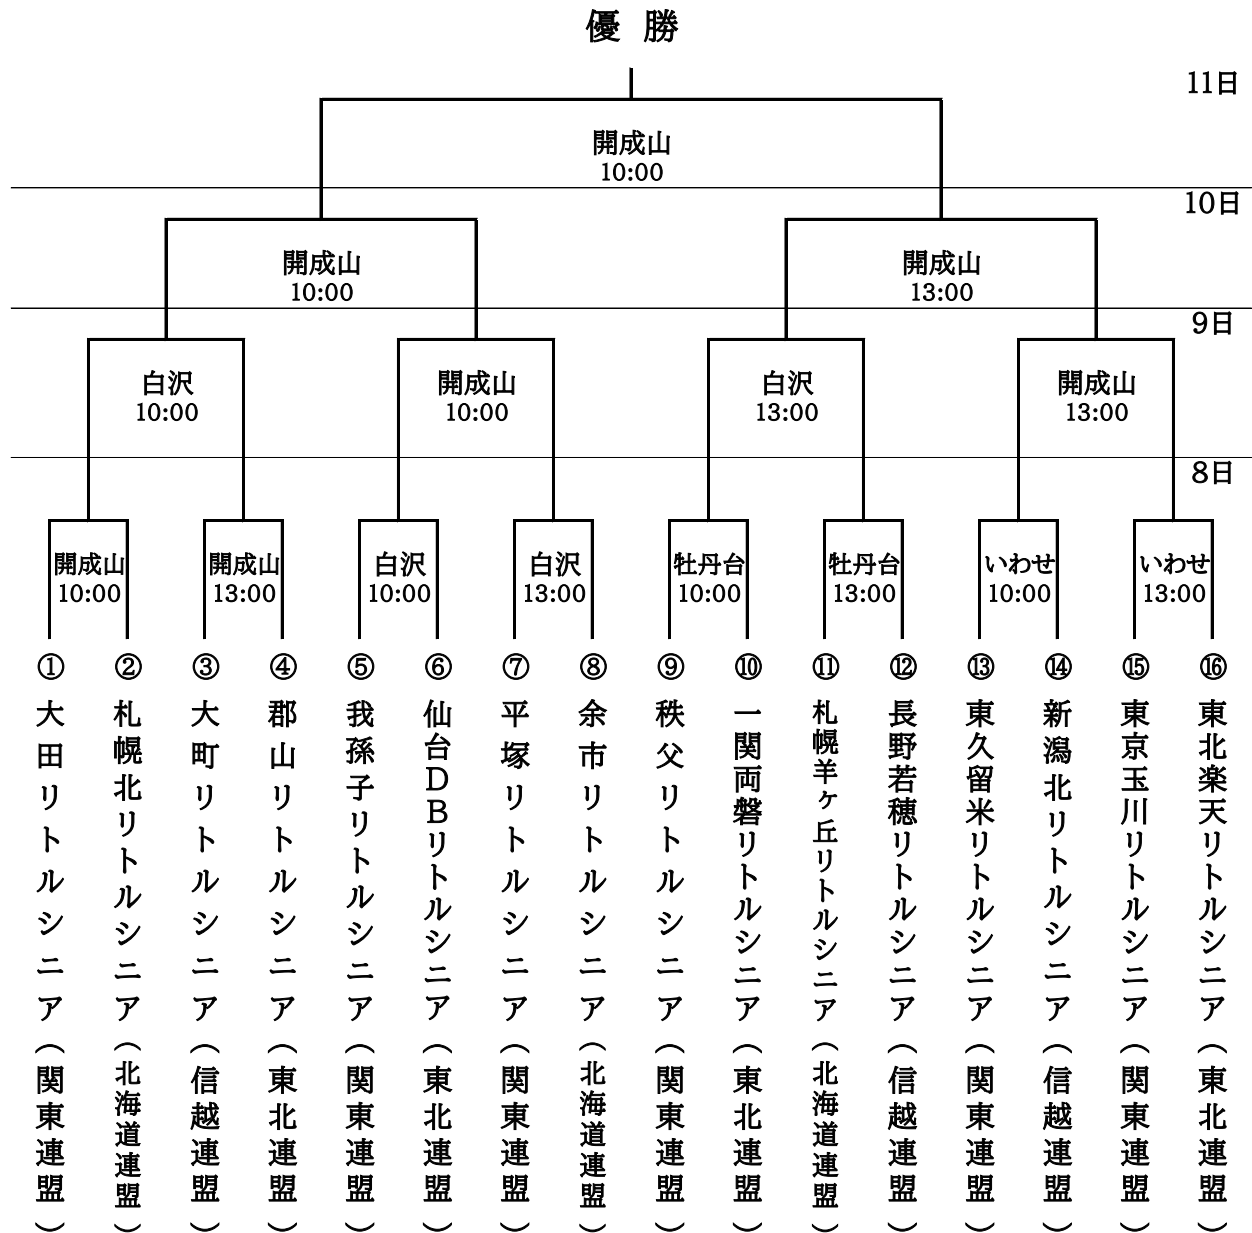 優 勝
11日
開成山
10:00
10日
開成山
10:00
開成山
13:00
9日
白沢
10:00
開成山
10:00
白沢
13:00
開成山
13:00
8日
開成山
10:00
開成山
13:00
白沢
10:00
白沢
13:00
牡丹台
10:00
牡丹台
13:00
いわせ
10:00
いわせ
13:00
①大田リトルシニア(関東連盟)
②札幌北リトルシニア(北海道連盟)
③大町リトルシニア(信越連盟)
④郡山リトルシニア(東北連盟)
⑤我孫子リトルシニア(関東連盟)
⑥仙台DBリトルシニア(東北連盟)
⑦平塚リトルシニア(関東連盟)
⑧余市リトルシニア(北海道連盟)
⑨秩父リトルシニア(関東連盟)
⑩一関両磐リトルシニア(東北連盟)
⑪札幌羊ヶ丘リトルシニア(北海道連盟)
⑫長野若穂リトルシニア(信越連盟)
⑬東久留米リトルシニア(関東連盟)
⑭新潟北リトルシニア(信越連盟)
⑮東京玉川リトルシニア(関東連盟)
⑯東北楽天リトルシニア(東北連盟)